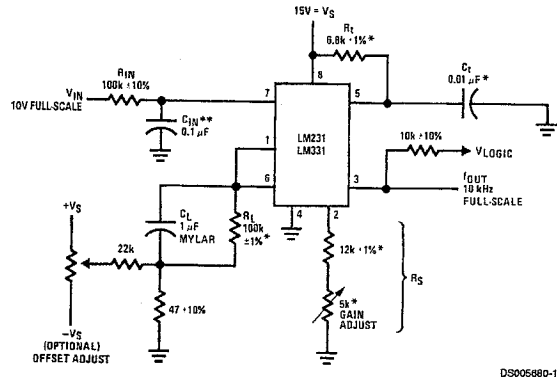 15V = VS
Rt
6.8k ±1%*
8
RIN
100k ±10%
VIN
10V FULL-SCALE
7
5
Ct
0.01 µF*
CIN**
0.1 µF
LM231
LM331
1
10k ±10%
VLOGIC
6
3
fOUT
10 kHz
FULL-SCALE
4
2
+VS
CL
1 µF
MYLAR
RL
100k
±1%*
22k
12k ±1%*
RS
47 ±10%
5k*
GAIN
ADJUST
−VS
(OPTIONAL)
OFFSET ADJUST
DS005680-1